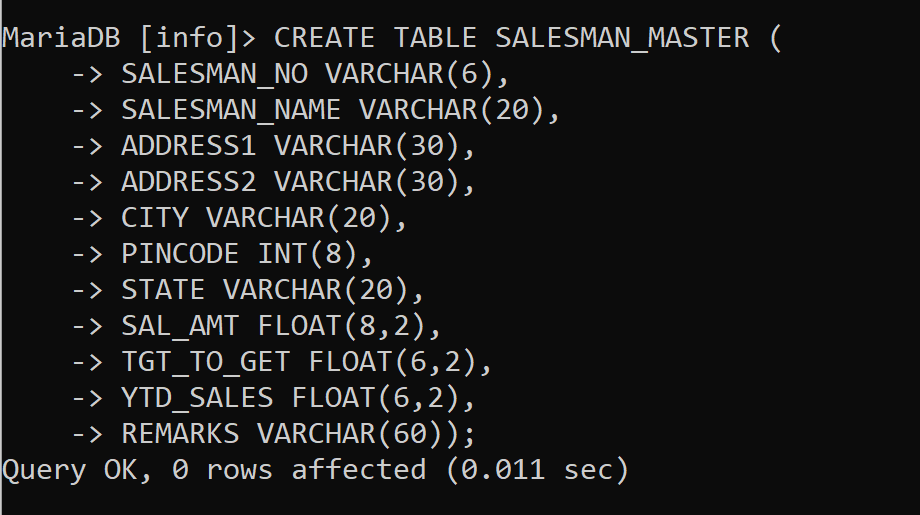 MariaDB [info]> CREATE TABLE SALESMAN_MASTER (
    -> SALESMAN_NO VARCHAR(6),
    -> SALESMAN_NAME VARCHAR(20),
    -> ADDRESS1 VARCHAR(30),
    -> ADDRESS2 VARCHAR(30),
    -> CITY VARCHAR(20),
    -> PINCODE INT(8),
    -> STATE VARCHAR(20),
    -> SAL_AMT FLOAT(8,2),
    -> TGT_TO_GET FLOAT(6,2),
    -> YTD_SALES FLOAT(6,2),
    -> REMARKS VARCHAR(60));
Query OK, 0 rows affected (0.011 sec)